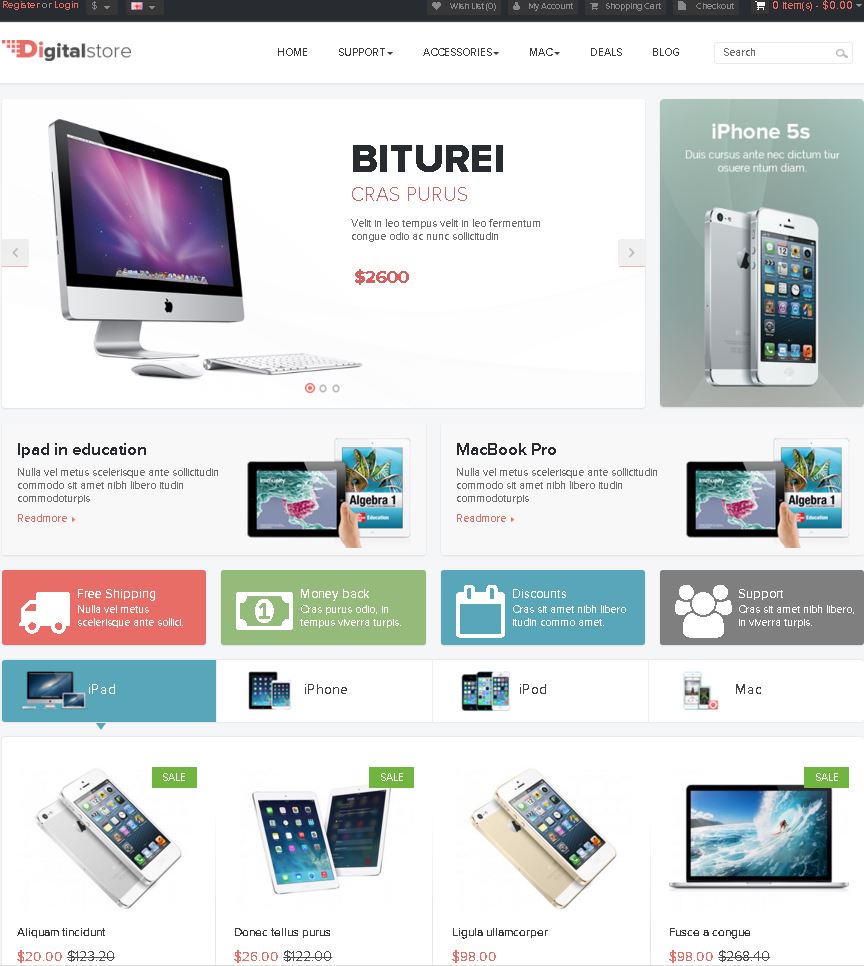 Register or Login $ Wish List (0) My Account Shopping Cart Checkout 0 item(s) - $0.00
Digitalstore
HOME SUPPORT ACCESSORIES MAC DEALS BLOG Search
BITUREI
CRAS PURUS
Velit in leo tempus velit in leo fermentum
congue odio ac nunc sollicitudin
$2600
iPhone 5s
Duis cursus ante nec dictum tiur
osuere ntum diam.
Ipad in education
Nulla vel metus scelerisque ante sollicitudin
commodo sit amet nibh libero itudin
commodoturpis
Readmore
Immunity
Algebra 1
Education
MacBook Pro
Nulla vel metus scelerisque ante sollicitudin
commodo sit amet nibh libero itudin
commodoturpis
Readmore
Immunity
Algebra 1
Education
Free Shipping
Nulla vel metus
scelerisque ante sollici.
1
Money back
Cras purus odio, in
tempus viverra turpis.
Discounts
Cras sit amet nibh libero
itudin commo amet.
Support
Cras sit amet nibh libero,
in viverra turpis.
iPad iPhone iPod Mac
SALE SALE SALE
Aliquam tincidunt
$20.00 $123.20
Donec tellus purus
$26.00 $122.00
Ligula ullamcorper
$98.00
Fusce a congue
$98.00 $268.40